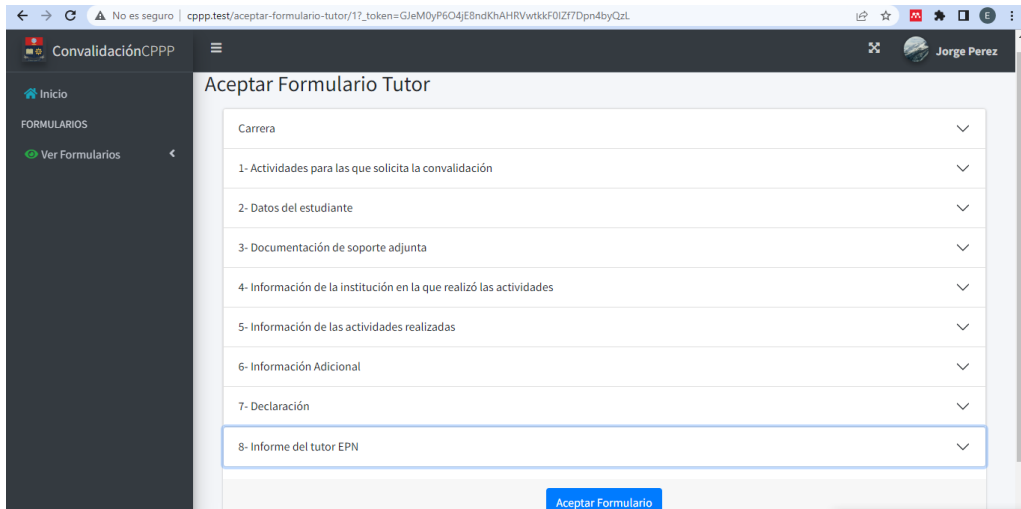 No es seguro | cppp.test/aceptar-formulario-tutor/1?_token=GJeM0yP6O4jE8ndKhAHRVwtkkF0IZf7Dpn4byQzL
E
ConvalidaciónCPPP
Jorge Perez
Inicio
FORMULARIOS
Ver Formularios
Aceptar Formulario Tutor
Carrera
1- Actividades para las que solicita la convalidación
2- Datos del estudiante
3- Documentación de soporte adjunta
4- Información de la institución en la que realizó las actividades
5- Información de las actividades realizadas
6- Información Adicional
7- Declaración
8- Informe del tutor EPN
Aceptar Formulario